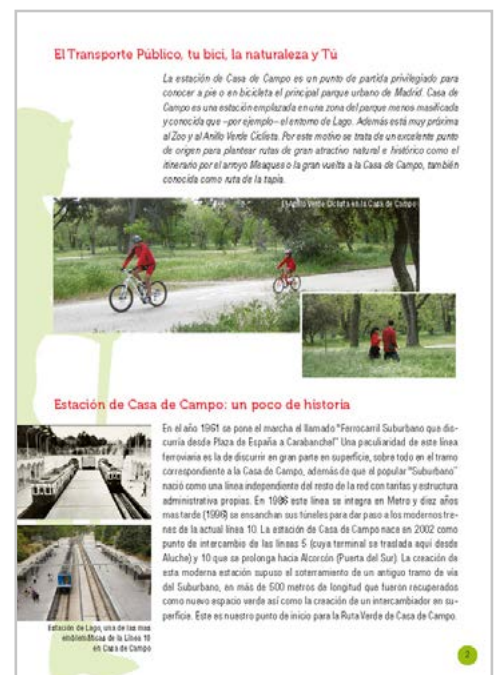 El Transporte Público, tu bici, la naturaleza y Tú
La estación de Casa de Campo es un punto de partida privilegiado para
conocer a pie o en bicicleta el principal parque urbano de Madrid. Casa de
Campo es una estación emplazada en una zona del parque menos masificada
y conocida que –por ejemplo– el entorno de Lago. Además está muy próxima
al Zoo y al Anillo Verde Ciclista. Por este motivo se trata de un excelente punto
de origen para plantear rutas de gran atractivo natural e histórico como el
itinerario por el arroyo Meaques o la gran vuelta a la Casa de Campo, también
conocida como ruta de la tapia.
El Anillo Verde Ciclista en la Casa de Campo
Estación de Casa de Campo: un poco de historia
En el año 1961 se pone el marcha el llamado "Ferrocarril Suburbano que dis-
curría desde Plaza de España a Carabanchel" Una peculiaridad de este línea
ferroviaria es la de discurrir en gran parte en superficie, sobre todo en el tramo
correspondiente a la Casa de Campo, además de que el popular "Suburbano"
nació como una línea independiente del resto de la red con tarifas y estructura
administrativa propias. En 1986 este línea se integra en Metro y diez años
mas tarde (1996) se ensanchan sus túneles para dar paso a los modernos tre-
nes de la actual línea 10. La estación de Casa de Campo nace en 2002 como
punto de intercambio de las líneas 5 (cuya terminal se traslada aquí desde
Aluche) y 10 que se prolonga hacia Alcorcón (Puerta del Sur). La creación de
esta moderna estación supuso el soterramiento de un antiguo tramo de vía
del Suburbano, en más de 500 metros de longitud que fueron recuperados
como nuevo espacio verde así como la creación de un intercambiador en su-
perficie. Éste es nuestro punto de inicio para la Ruta Verde de Casa de Campo.
Estación de Lago, una de las mas
emblemáticas de la Línea 10
en Casa de Campo
2